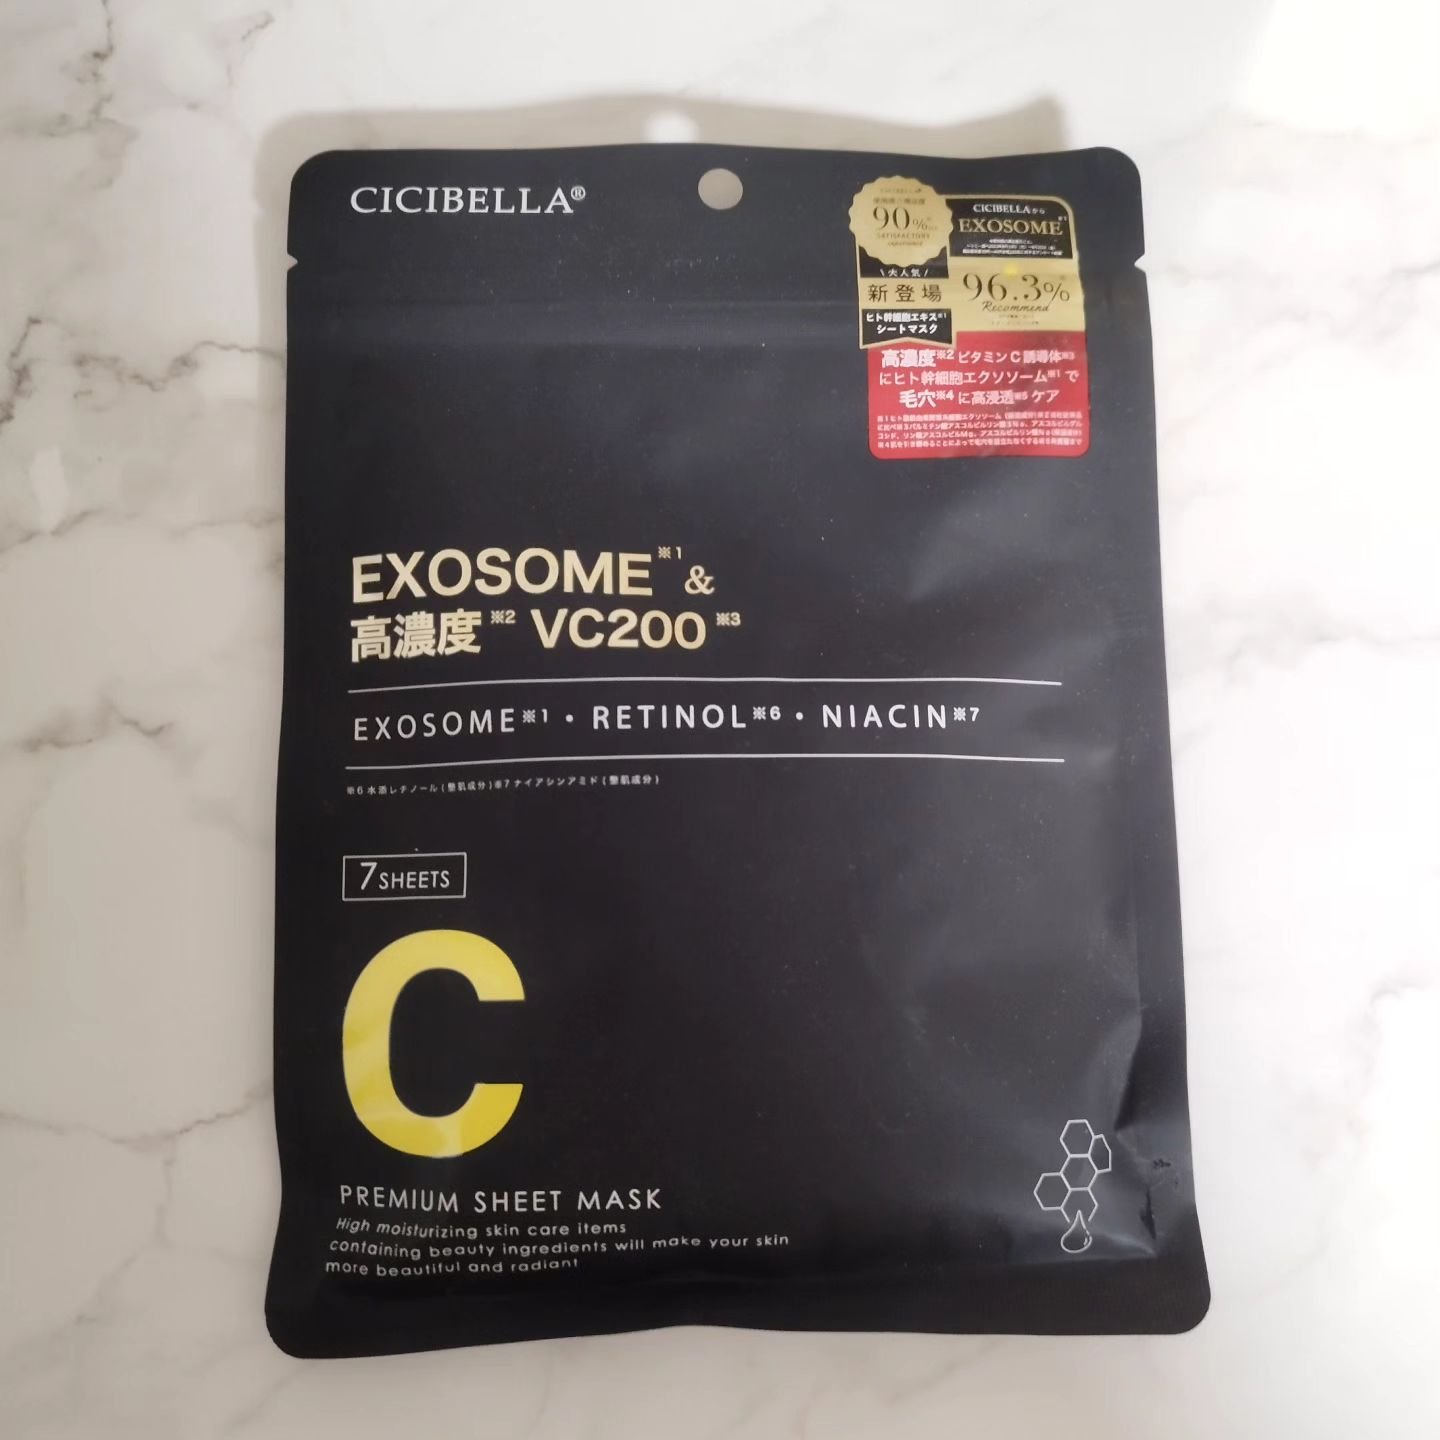 CICIBELLA®
90%
SATISFACTORY
\大人気/
新登場
ヒト幹細胞エキス※1
シートマスク
CICIBELLAから
EXOSOME※1
96.3%
Recommend
高濃度※2 ビタミンC誘導体※3
にヒト幹細胞エクソソーム※1で
毛穴※4に高浸透※5ケア
EXOSOME※1 &
高濃度※2 VC200※3
EXOSOME※1・RETINOL※6・NIACIN※7
※6 水添レチノール(整肌成分)※7 ナイアシンアミド(整肌成分)
7SHEETS
C
PREMIUM SHEET MASK
High moisturizing skin care items
containing beauty ingredients will make your skin
more beautiful and radiant